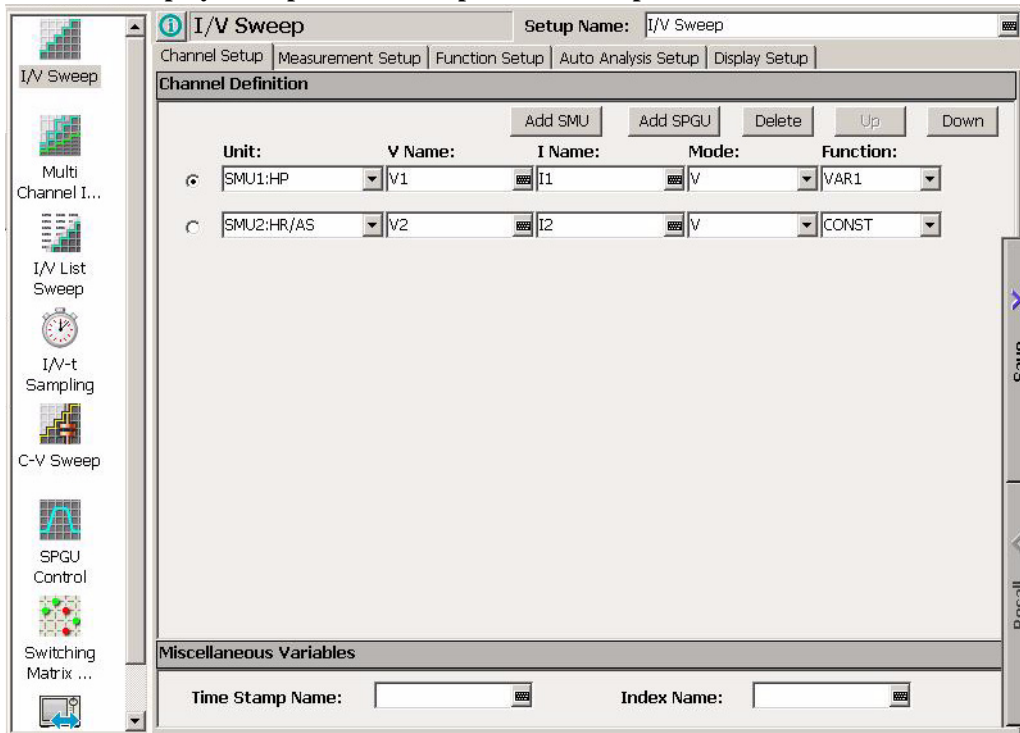 I/V Sweep
Setup Name: I/V Sweep
Channel Setup Measurement Setup Function Setup Auto Analysis Setup Display Setup
Channel Definition
Add SMU Add SPGU Delete Up Down
Unit: V Name: I Name: Mode: Function:
SMU1:HP V1 I1 V VAR1
SMU2:HR/AS V2 I2 V CONST
Miscellaneous Variables
Time Stamp Name: Index Name:
I/V Sweep
Multi
Channel I...
I/V List
Sweep
I/V-t
Sampling
C-V Sweep
SPGU
Control
Switching
Matrix ...
Recall